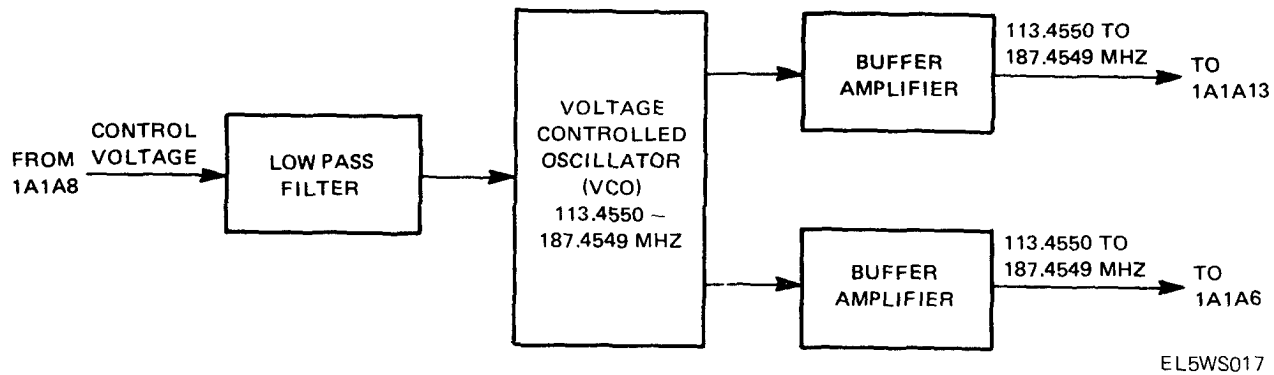 FROM
1A1A8
CONTROL
VOLTAGE
LOW PASS
FILTER
VOLTAGE
CONTROLLED
OSCILLATOR
(VCO)
113.4550 –
187.4549 MHZ
BUFFER
AMPLIFIER
113.4550 TO
187.4549 MHZ
TO
1A1A13
BUFFER
AMPLIFIER
113.4550 TO
187.4549 MHZ
TO
1A1A6
EL5WS017